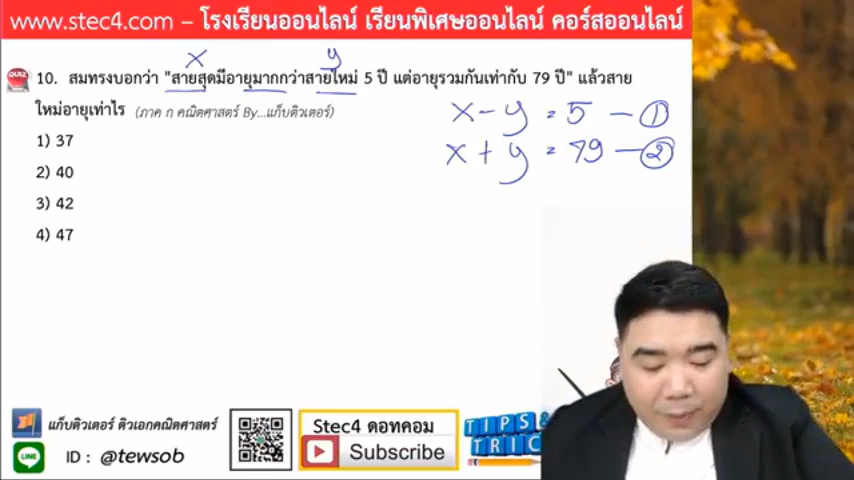 www.stec4.com – โรงเรียนออนไลน์ เรียนพิเศษออนไลน์ คอร์สออนไลน์
x y
QUIZ 10. สมทรงบอกว่า "สายสุดมีอายุมากกว่าสายใหม่ 5 ปี แต่อายุรวมกันเท่ากับ 79 ปี" แล้วสาย
ใหม่อายุเท่าไร (ภาค ก คณิตศาสตร์ By...แก็บติวเตอร์)
x - y = 5 — ①
1) 37
x + y = 79 — ②
2) 40
3) 42
4) 47
แก็บติวเตอร์ ติวเอกคณิตศาสตร์
LINE ID : @tewsob
Stec4 ดอทคอม
Subscribe
TIPS &
TRIC